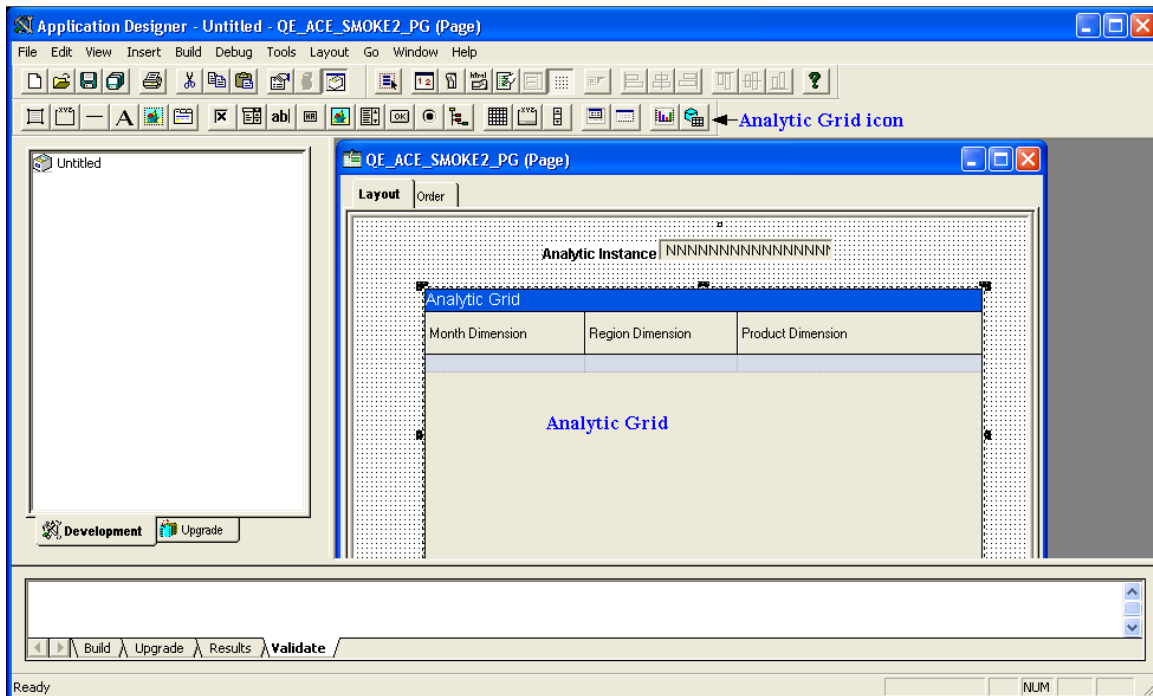 Application Designer - Untitled - QE_ACE_SMOKE2_PG (Page)
File Edit View Insert Build Debug Tools Layout Go Window Help
Analytic Grid icon
Untitled
QE_ACE_SMOKE2_PG (Page)
Layout Order
Analytic Instance NNNNNNNNNNNNNNNN
Analytic Grid
Month Dimension Region Dimension Product Dimension
Analytic Grid
Development Upgrade
Build Upgrade Results Validate
Ready NUM